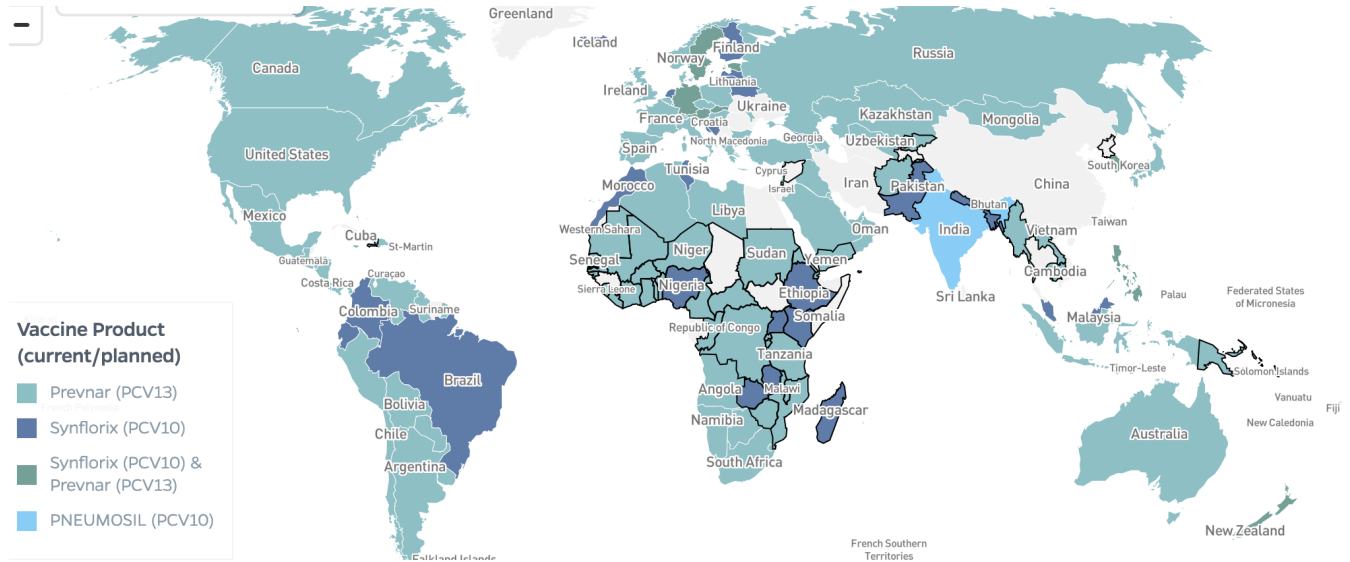 Greenland
Iceland
Finland
Norway
Russia
Canada
Lithuania
Ireland
Ukraine
Kazakhstan
Mongolia
France
Croatia
Georgia
Uzbekistan
North Macedonia
United States
Spain
South Korea
Tunisia
Cyprus
Iran
China
Morocco
Israel
Pakistan
Mexico
Libya
Bhutan
Western Sahara
Oman
India
Taiwan
Vietnam
Cuba
St-Martin
Niger
Sudan
Yemen
Senegal
Guatemala
Curaçao
Cambodia
Costa Rica
Sierra Leone
Nigeria
Ethiopia
Sri Lanka
Palau
Federated States
of Micronesia
Colombia
Suriname
Somalia
Malaysia
Republic of Congo
Tanzania
Timor-Leste
Solomon Islands
Brazil
Angola
Malawi
Vanuatu
Bolivia
Madagascar
Fiji
Namibia
New Caledonia
Chile
Australia
Argentina
South Africa
New Zealand
French Southern
Territories
Falkland Islands
Vaccine Product
(current/planned)
Prevnar (PCV13)
Synflorix (PCV10)
Synflorix (PCV10) &
Prevnar (PCV13)
PNEUMOSIL (PCV10)